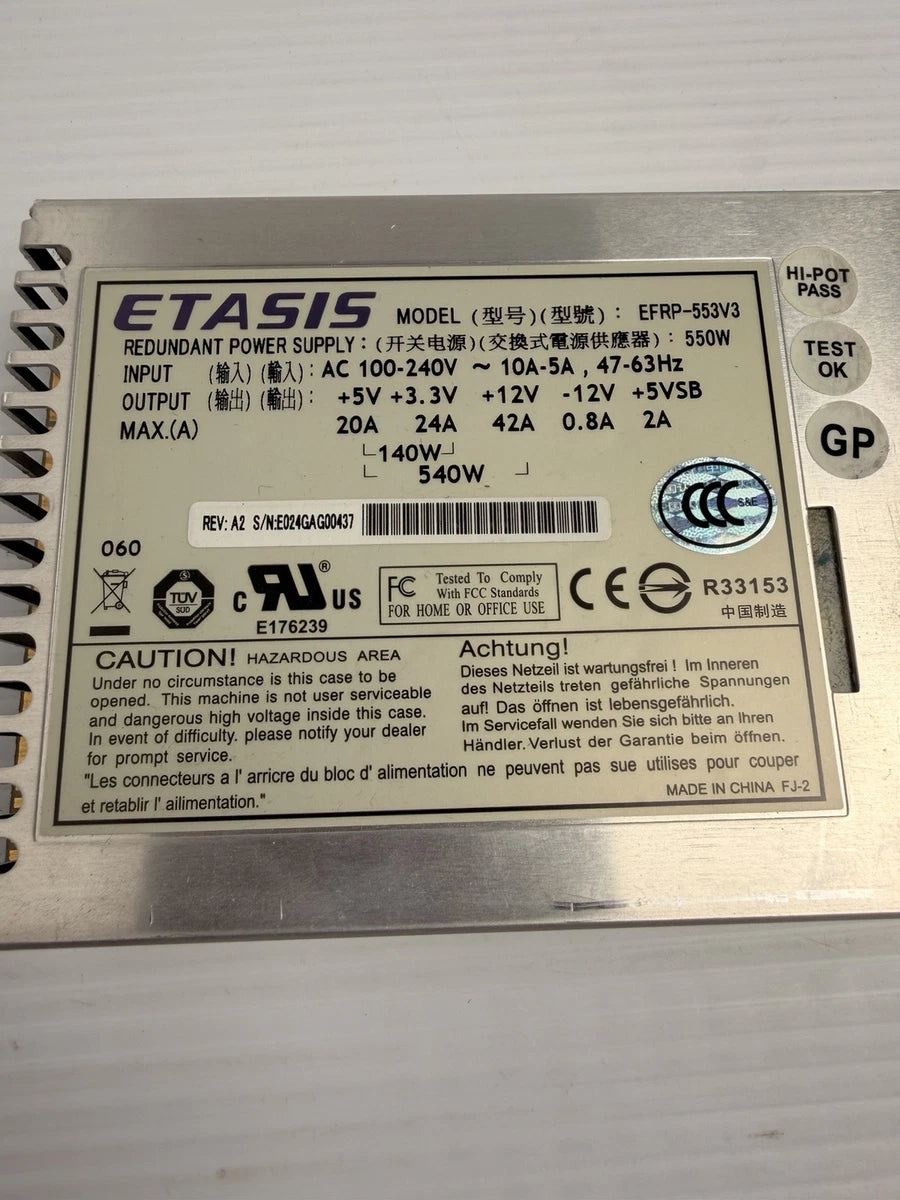 ETASIS MODEL (型号)(型號): EFRP-553V3
REDUNDANT POWER SUPPLY: (开关电源)(交換式電源供應器): 550W
INPUT (输入)(輸入): AC 100-240V ~ 10A-5A, 47-63Hz
OUTPUT (输出)(輸出): +5V +3.3V +12V -12V +5VSB
MAX.(A) 20A 24A 42A 0.8A 2A
140W
540W
HI-POT
PASS
TEST
OK
GP
REV: A2 S/N:E024GAG00437
CCC S&E
060
TÜV
SÜD
c RU ® US
E176239
FC Tested To Comply
With FCC Standards
FOR HOME OR OFFICE USE
CE
R33153
中国制造
CAUTION! HAZARDOUS AREA
Under no circumstance is this case to be
opened. This machine is not user serviceable
and dangerous high voltage inside this case.
In event of difficulty. please notify your dealer
for prompt service.
Achtung!
Dieses Netzeil ist wartungsfrei ! Im Inneren
des Netzteils treten gefährliche Spannungen
auf! Das öffnen ist lebensgefährlich.
Im Servicefall wenden Sie sich bitte an Ihren
Händler. Verlust der Garantie beim öffnen.
"Les connecteurs a l' arricre du bloc d' alimentation ne peuvent pas sue utilises pour couper
et retablir l' ailimentation."
MADE IN CHINA FJ-2